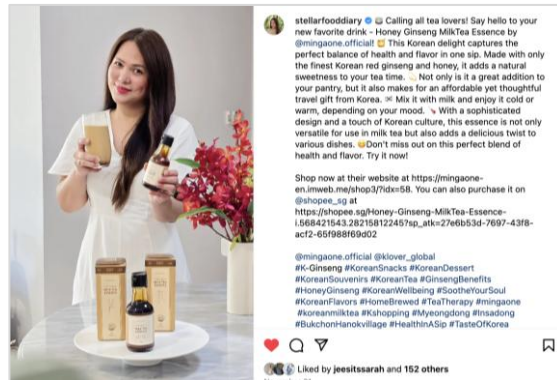 stellarfooddiary Calling all tea lovers! Say hello to your
new favorite drink - Honey Ginseng MilkTea Essence by
@mingaone.officialt This Korean delight captures the
perfect balance of health and flavor in one sip. Made with only
the finest Korean red ginseng and honey, it adds a natural
sweetness to your tea time. Not only is it a great addition to
your pantry, but it also makes for an affordable yet thoughtful
travel gift from Korea. Mix it with milk and enjoy it cold or
warm, depending on your mood. With a sophisticated
design and a touch of Korean culture, this essence is not only
versatile for use in milk tea but also adds a delicious twist to
various dishes. Don't miss out on this perfect blend of
health and flavor. Try it now!
Shop now at their website at https://mingaone-
en.imweb.me/shop3/?idx=58. You can also purchase it on
@shopee_sg at
https://shopee.sg/Honey-Ginseng-MilkTea-Essence-
i.568421543.28215812245?sp_atk=27e6b53d-7697-43f8-
acf2-65f988f69d02
@mingaone.official @klover_global
#K-Ginseng #KoreanSnacks #KoreanDessert
#KoreanSouvenirs #KoreanTea #GinsengBenefits
#HoneyGinseng #KoreanWellbeing #SootheYourSoul
#KoreanFlavors #HomeBrewed #TeaTherapy #mingaone
#koreanmilktea #Kshopping #Myeongdong #Insadong
#BukchonHanokvillage #HealthInASip #TasteOfKorea
Liked by jeesitssarah and 152 others